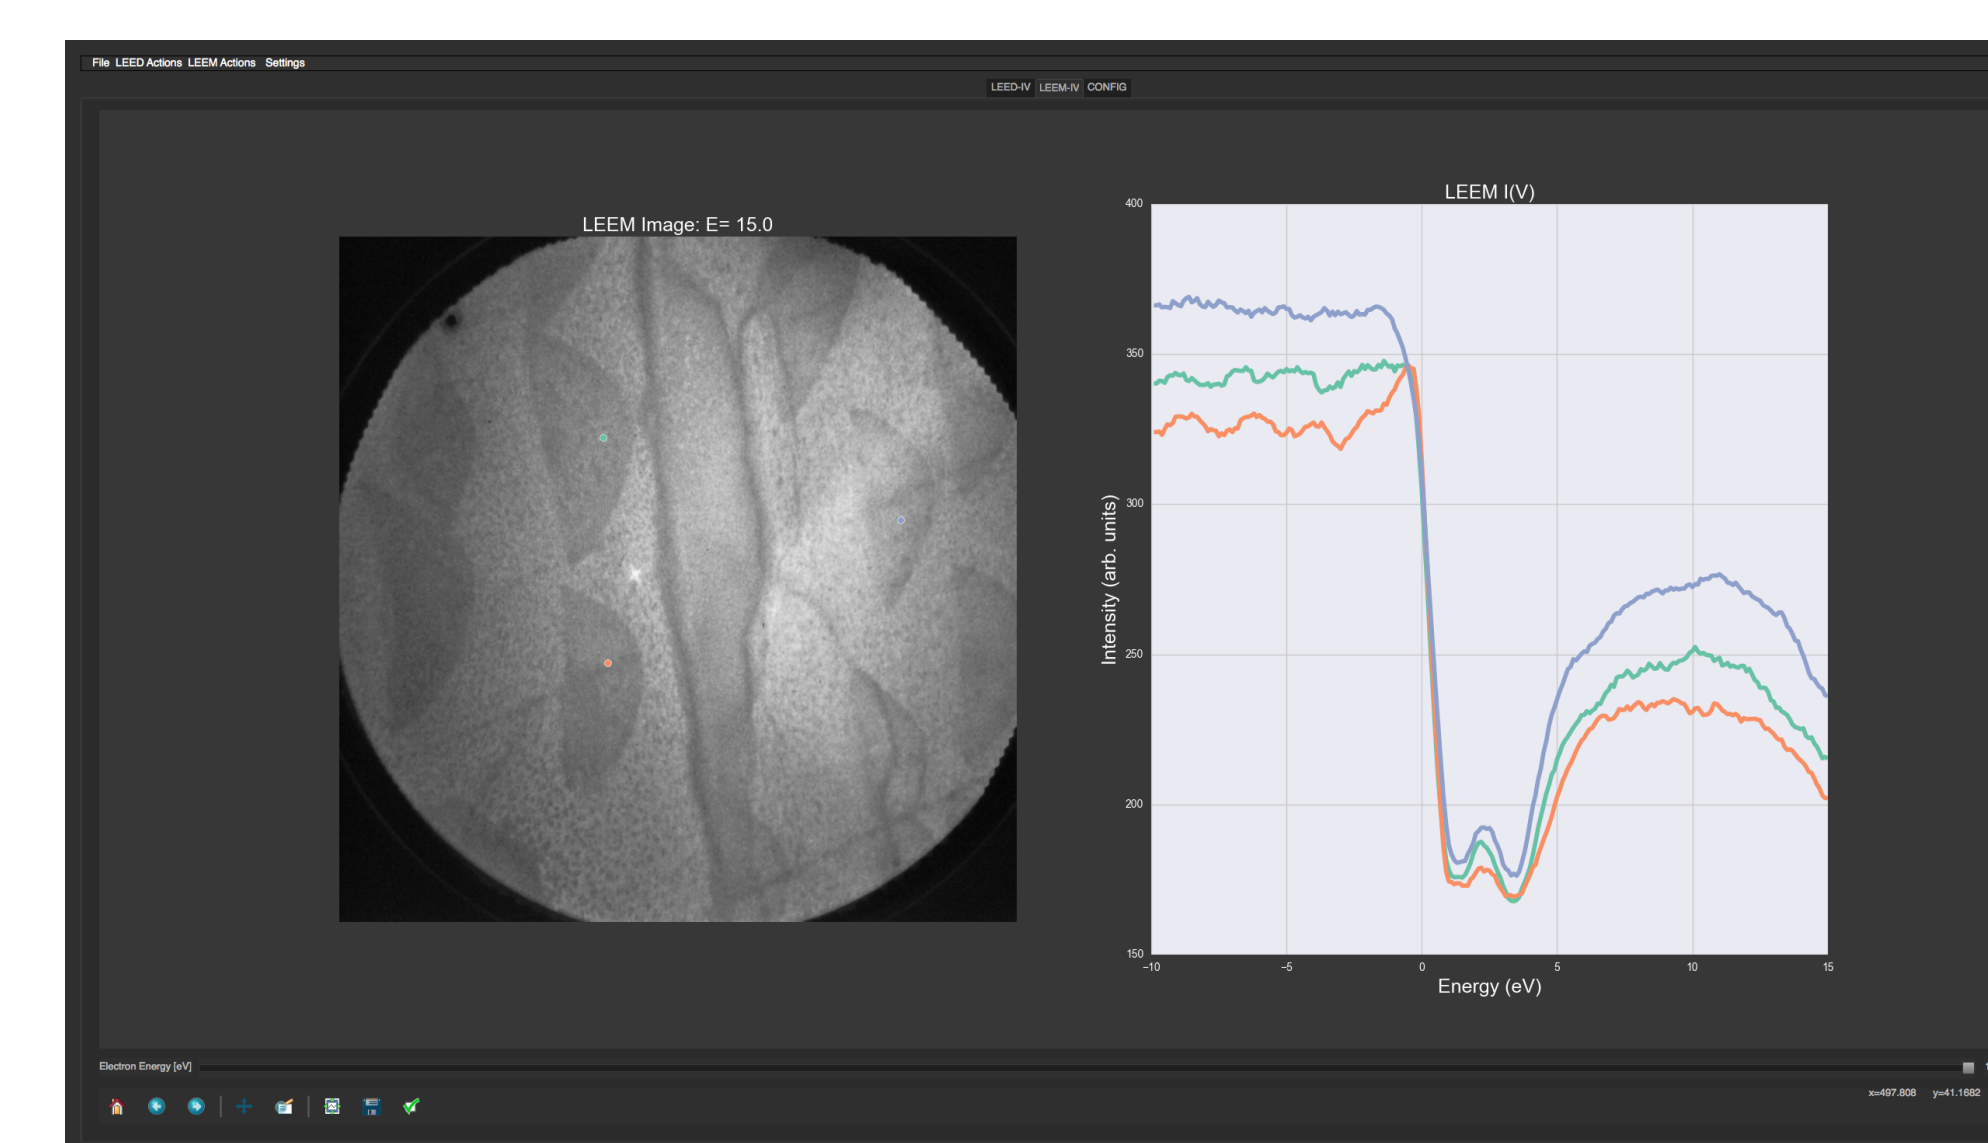 File LEED Actions LEEM Actions Settings
LEED-IV LEEM-IV CONFIG
LEEM Image: E= 15.0
LEEM I(V)
400
350
300
250
200
150
Intensity (arb. units)
−10 −5 0 5 10 15
Energy (eV)
Electron Energy [eV]
x=497.808 y=41.1682